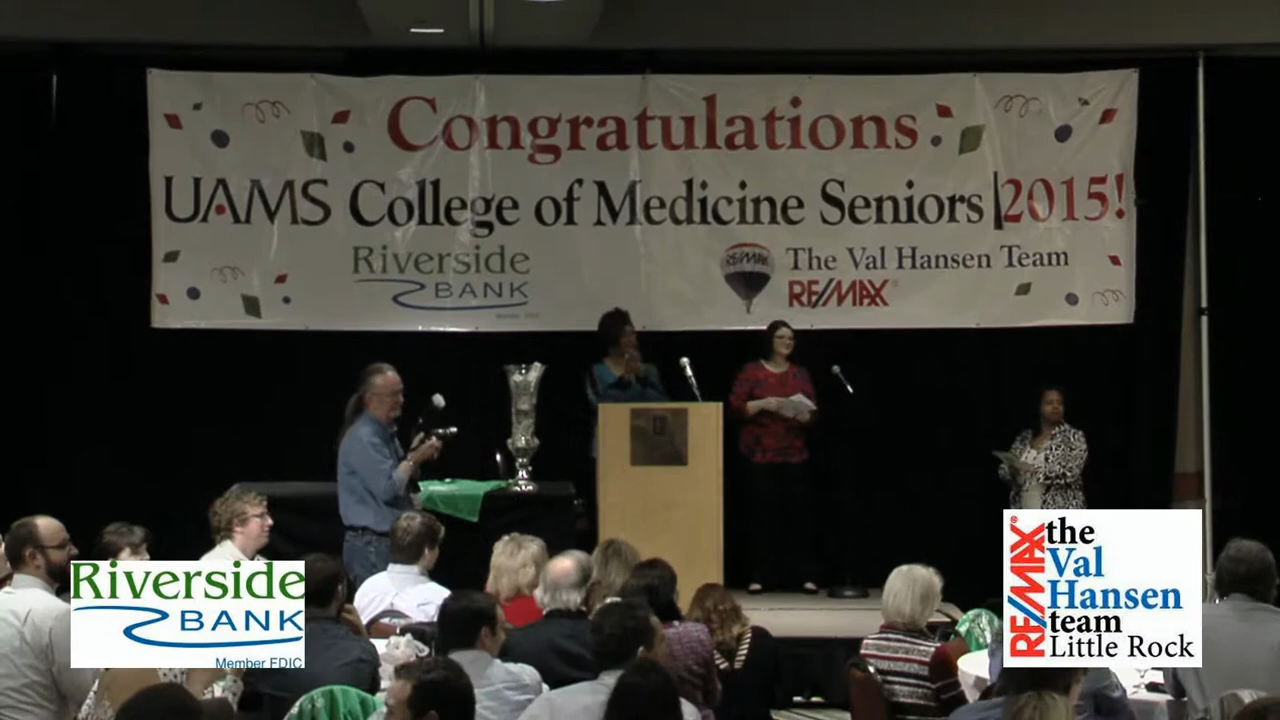 Congratulations
UAMS College of Medicine Seniors 2015!
Riverside
BANK
RE/MAX
The Val Hansen Team
RE/MAX
Riverside
BANK
Member FDIC
RE/MAX
the
Val
Hansen
team
Little Rock